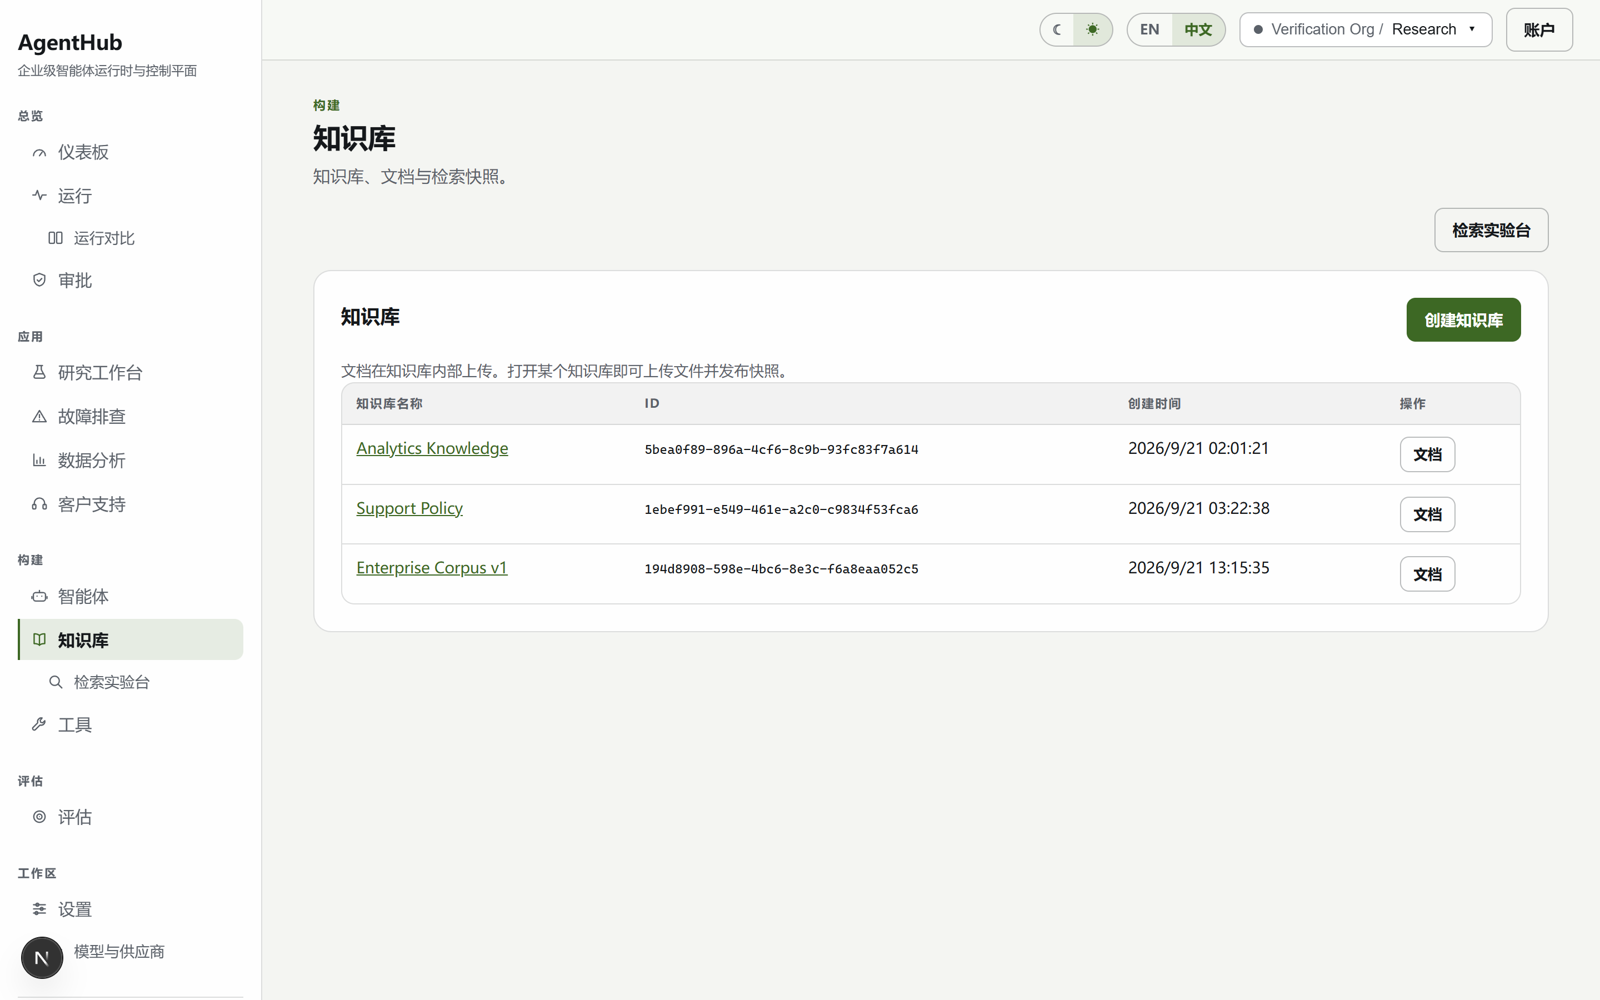 AgentHub
企业级智能体运行时与控制平面
总览
仪表板
运行
运行对比
审批
应用
研究工作台
故障排查
数据分析
客户支持
构建
智能体
知识库
检索实验台
工具
评估
评估
工作区
设置
模型与供应商
N
EN 中文
Verification Org / Research
账户
构建
知识库
知识库、文档与检索快照。
检索实验台
知识库
创建知识库
文档在知识库内部上传。打开某个知识库即可上传文件并发布快照。
知识库名称 ID 创建时间 操作
Analytics Knowledge 5bea0f89-896a-4cf6-8c9b-93fc83f7a614 2026/9/21 02:01:21 文档
Support Policy 1ebef991-e549-461e-a2c0-c9834f53fca6 2026/9/21 03:22:38 文档
Enterprise Corpus v1 194d8908-598e-4bc6-8e3c-f6a8eaa052c5 2026/9/21 13:15:35 文档